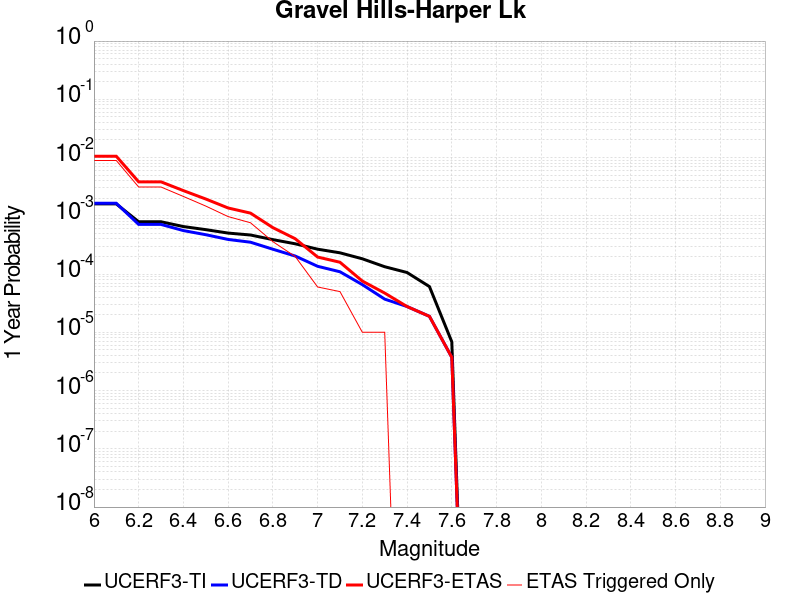 Gravel Hills-Harper Lk
1 Year Probability
10^0
10^-1
10^-2
10^-3
10^-4
10^-5
10^-6
10^-7
10^-8
6 6.2 6.4 6.6 6.8 7 7.2 7.4 7.6 7.8 8 8.2 8.4 8.6 8.8 9
Magnitude
UCERF3-TI UCERF3-TD UCERF3-ETAS ETAS Triggered Only